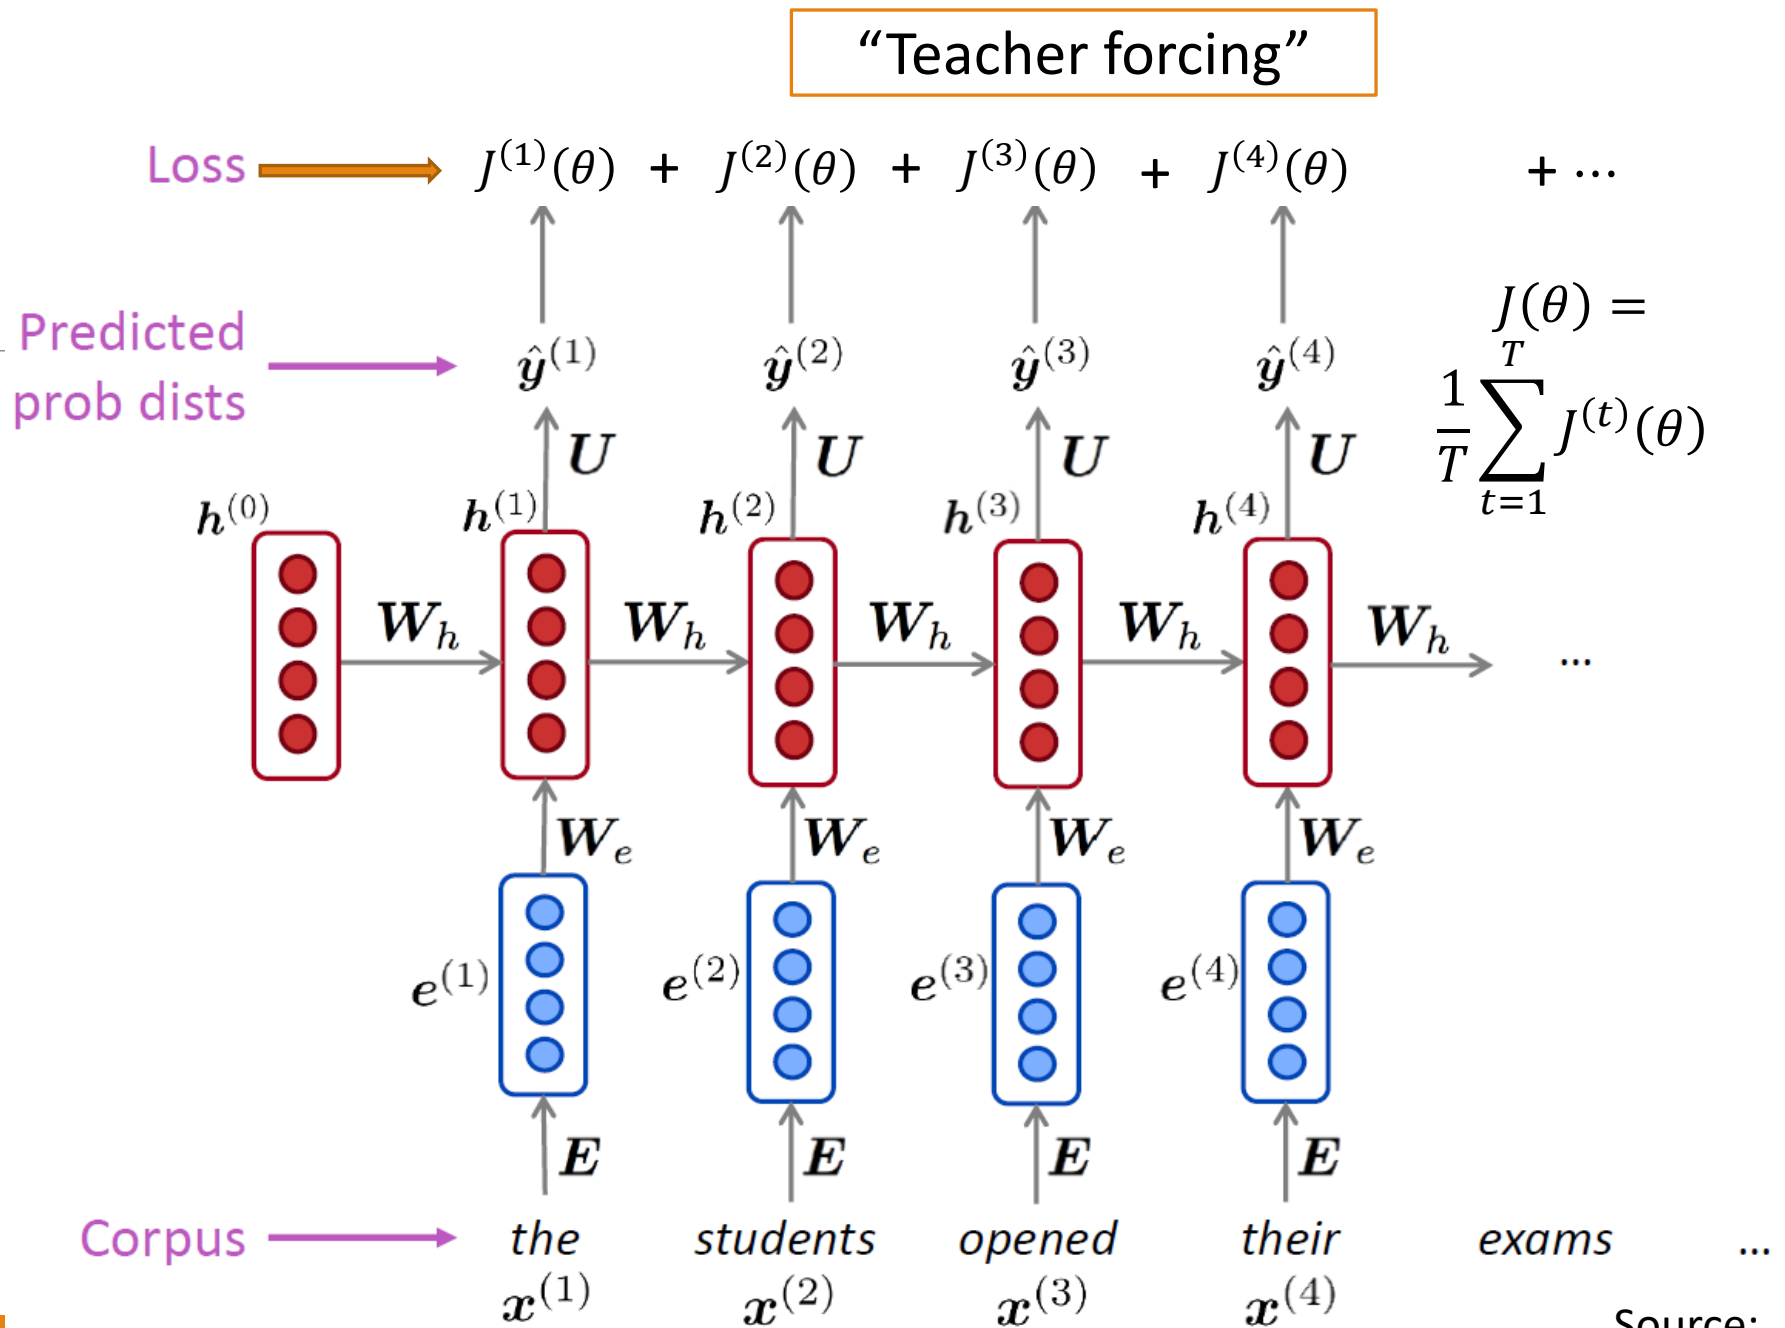 “Teacher forcing”
Loss J⁽¹⁾(θ) + J⁽²⁾(θ) + J⁽³⁾(θ) + J⁽⁴⁾(θ) + ⋯
Predicted
prob dists
ŷ⁽¹⁾ ŷ⁽²⁾ ŷ⁽³⁾ ŷ⁽⁴⁾
J(θ) =
1/T ∑ₜ₌₁ᵀ J⁽ᵗ⁾(θ)
U U U U
h⁽⁰⁾ h⁽¹⁾ h⁽²⁾ h⁽³⁾ h⁽⁴⁾
Wₕ Wₕ Wₕ Wₕ Wₕ ...
Wₑ Wₑ Wₑ Wₑ
e⁽¹⁾ e⁽²⁾ e⁽³⁾ e⁽⁴⁾
E E E E
Corpus the students opened their exams ...
x⁽¹⁾ x⁽²⁾ x⁽³⁾ x⁽⁴⁾
Source: